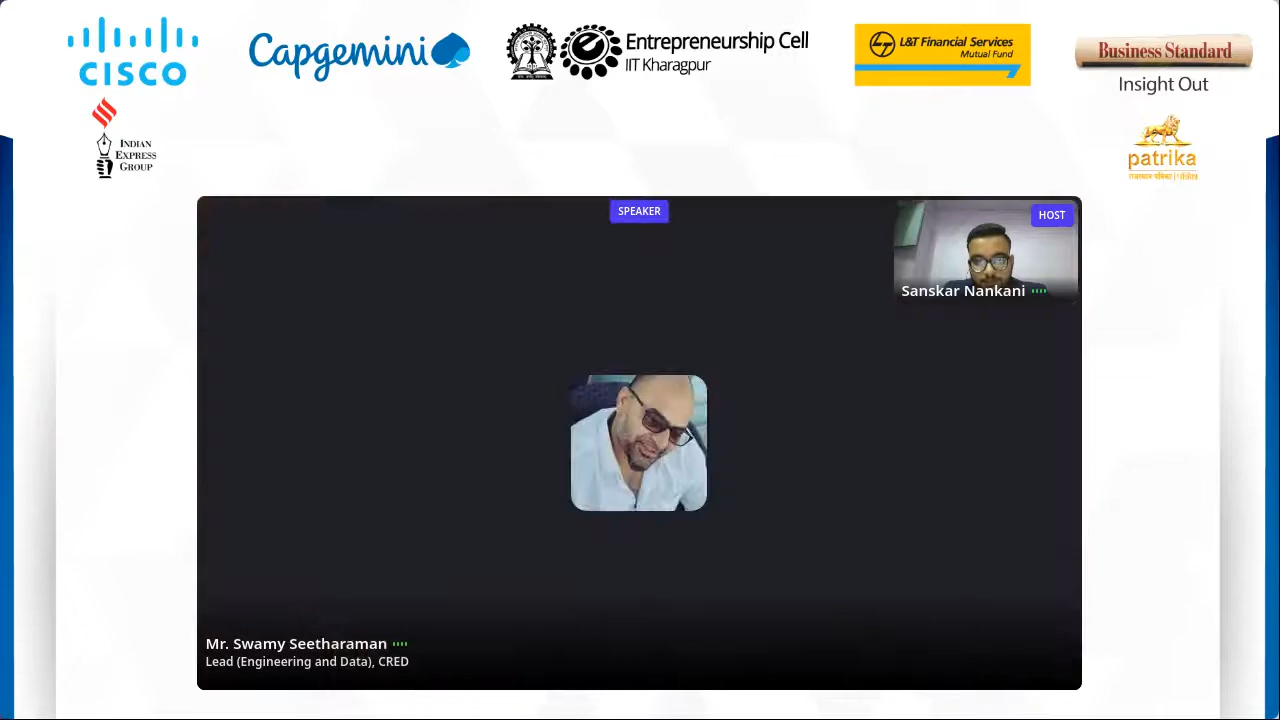 CISCO
Capgemini
Entrepreneurship Cell
IIT Kharagpur
L&T Financial Services
Mutual Fund
Business Standard
Insight Out
INDIAN
EXPRESS
GROUP
patrika
SPEAKER
HOST
Sanskar Nankani
Mr. Swamy Seetharaman
Lead (Engineering and Data), CRED